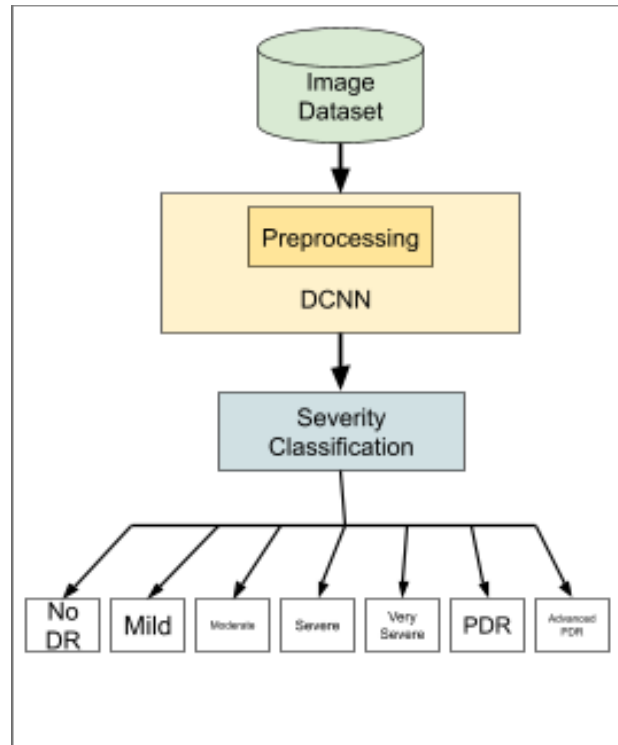 Image
Dataset
Preprocessing
DCNN
Severity
Classification
No
DR
Mild
Moderate
Severe
Very
Severe
PDR
Advanced
PDR